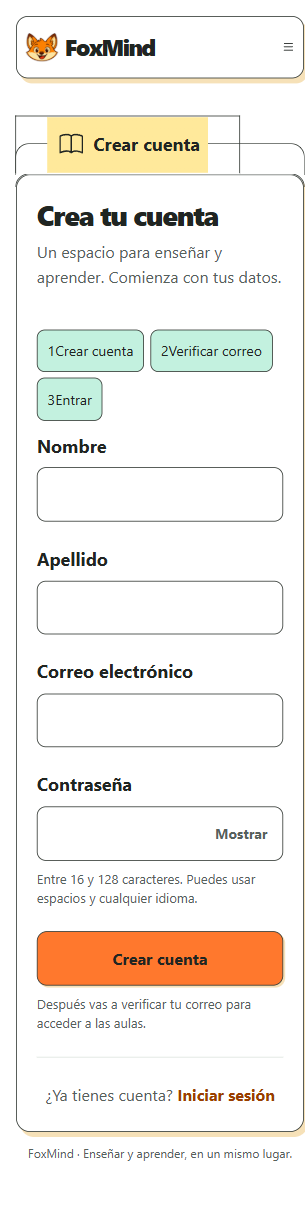 FoxMind
Crear cuenta
Crea tu cuenta
Un espacio para enseñar y
aprender. Comienza con tus datos.
1Crear cuenta
2Verificar correo
3Entrar
Nombre
Apellido
Correo electrónico
Contraseña
Mostrar
Entre 16 y 128 caracteres. Puedes usar
espacios y cualquier idioma.
Crear cuenta
Después vas a verificar tu correo para
acceder a las aulas.
¿Ya tienes cuenta? Iniciar sesión
FoxMind · Enseñar y aprender, en un mismo lugar.